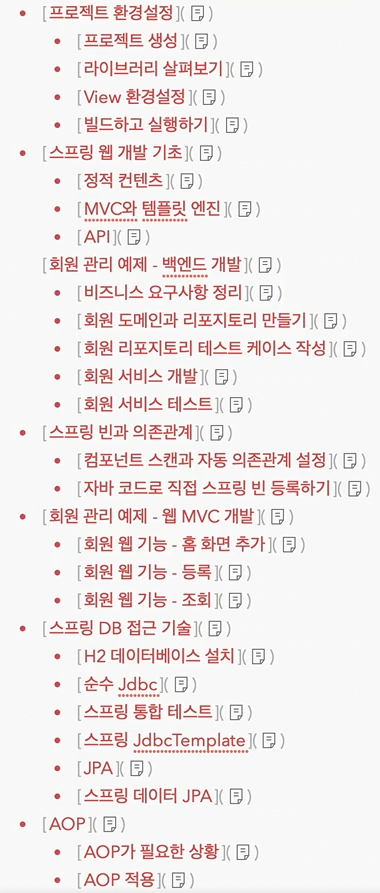 • [프로젝트 환경설정]( )
• [프로젝트 생성]( )
• [라이브러리 살펴보기]( )
• [View 환경설정]( )
• [빌드하고 실행하기]( )
• [스프링 웹 개발 기초]( )
• [정적 컨텐츠]( )
• [MVC와 템플릿 엔진]( )
• [API]( )
[회원 관리 예제 - 백엔드 개발]( )
• [비즈니스 요구사항 정리]( )
• [회원 도메인과 리포지토리 만들기]( )
• [회원 리포지토리 테스트 케이스 작성]( )
• [회원 서비스 개발]( )
• [회원 서비스 테스트]( )
• [스프링 빈과 의존관계]( )
• [컴포넌트 스캔과 자동 의존관계 설정]( )
• [자바 코드로 직접 스프링 빈 등록하기]( )
• [회원 관리 예제 - 웹 MVC 개발]( )
• [회원 웹 기능 - 홈 화면 추가]( )
• [회원 웹 기능 - 등록]( )
• [회원 웹 기능 - 조회]( )
• [스프링 DB 접근 기술]( )
• [H2 데이터베이스 설치]( )
• [순수 Jdbc]( )
• [스프링 통합 테스트]( )
• [스프링 JdbcTemplate]( )
• [JPA]( )
• [스프링 데이터 JPA]( )
• [AOP]( )
• [AOP가 필요한 상황]( )
• [AOP 적용]( )